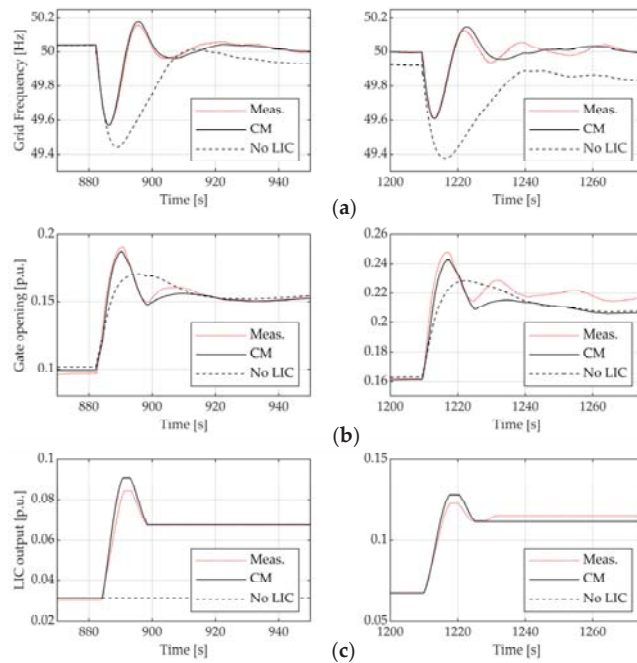 Grid Frequency [Hz]
50.2
50
49.8
49.6
49.4
Meas.
CM
No LIC
880 900 920 940
Time [s]
50.2
50
49.8
49.6
49.4
Meas.
CM
No LIC
1200 1220 1240 1260
Time [s]
(a)
Gate opening [p.u.]
0.2
0.15
0.1
Meas.
CM
No LIC
880 900 920 940
Time [s]
0.26
0.24
0.22
0.2
0.18
0.16
Meas.
CM
No LIC
1200 1220 1240 1260
Time [s]
(b)
LIC output [p.u.]
0.1
0.08
0.06
0.04
0.02
Meas.
CM
No LIC
880 900 920 940
Time [s]
0.15
0.1
0.05
Meas.
CM
No LIC
1200 1220 1240 1260
Time [s]
(c)